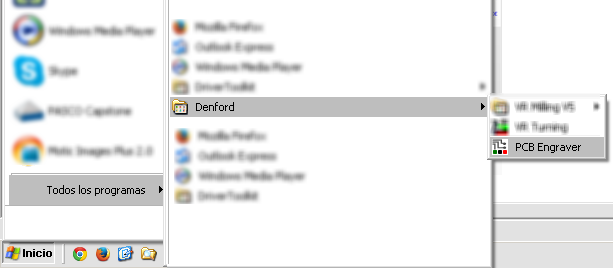 Windows Media Player
Skype
PASCO Capstone
Motic Images Plus 2.0
Todos los programas
Inicio
Mozilla Firefox
Outlook Express
Windows Media Player
DriverToolkit
Denford
Mozilla Firefox
Outlook Express
Windows Media Player
DriverToolkit
VR Milling V5
VR Turning
PCB Engraver